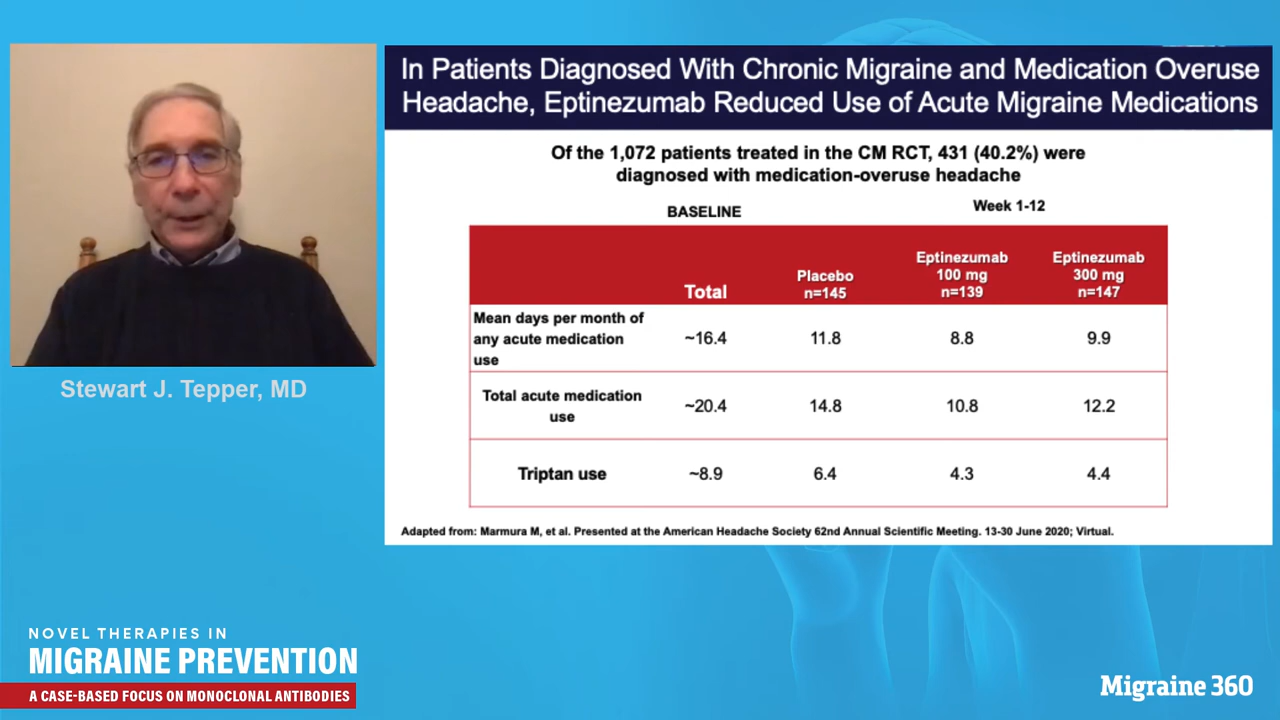 In Patients Diagnosed With Chronic Migraine and Medication Overuse
Headache, Eptinezumab Reduced Use of Acute Migraine Medications
Of the 1,072 patients treated in the CM RCT, 431 (40.2%) were
diagnosed with medication-overuse headache
BASELINE
Week 1-12
Total
Placebo
n=145
Eptinezumab
100 mg
n=139
Eptinezumab
300 mg
n=147
Mean days per month of
any acute medication
use
~16.4
11.8
8.8
9.9
Total acute medication
use
~20.4
14.8
10.8
12.2
Triptan use
~8.9
6.4
4.3
4.4
Adapted from: Marmura M, et al. Presented at the American Headache Society 62nd Annual Scientific Meeting. 13-30 June 2020; Virtual.
Stewart J. Tepper, MD
NOVEL THERAPIES IN
MIGRAINE PREVENTION
A CASE-BASED FOCUS ON MONOCLONAL ANTIBODIES
Migraine 360